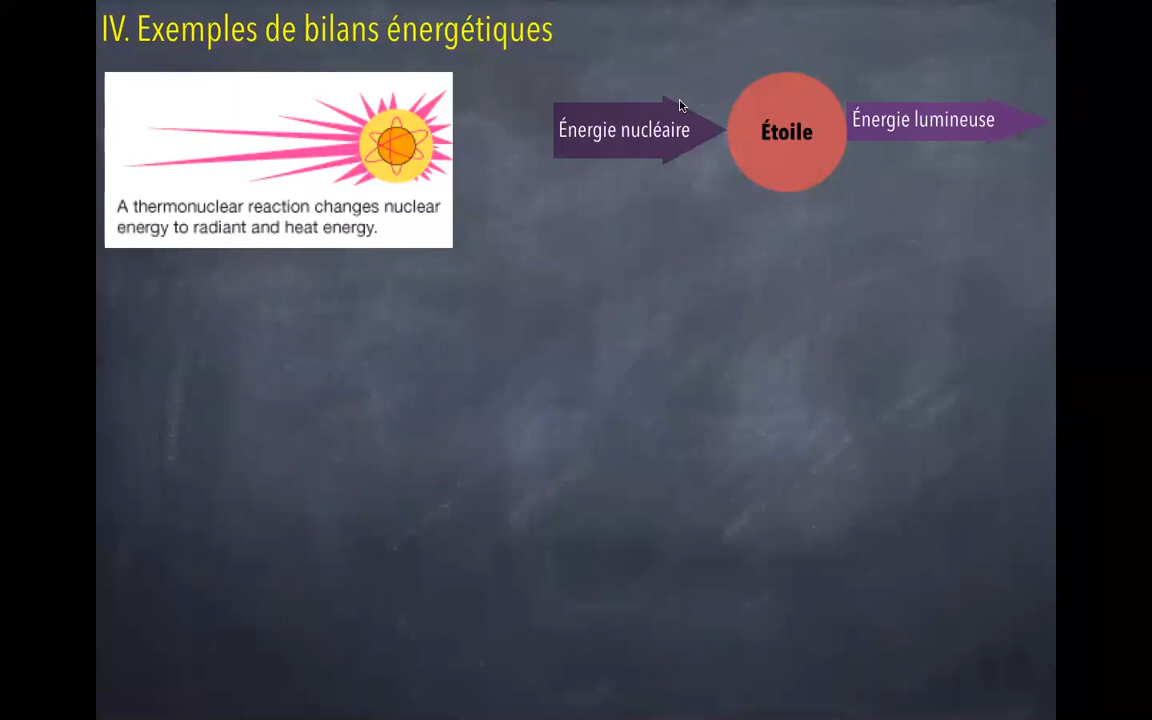 IV. Exemples de bilans énergétiques
A thermonuclear reaction changes nuclear
energy to radiant and heat energy.
Énergie nucléaire
Étoile
Énergie lumineuse